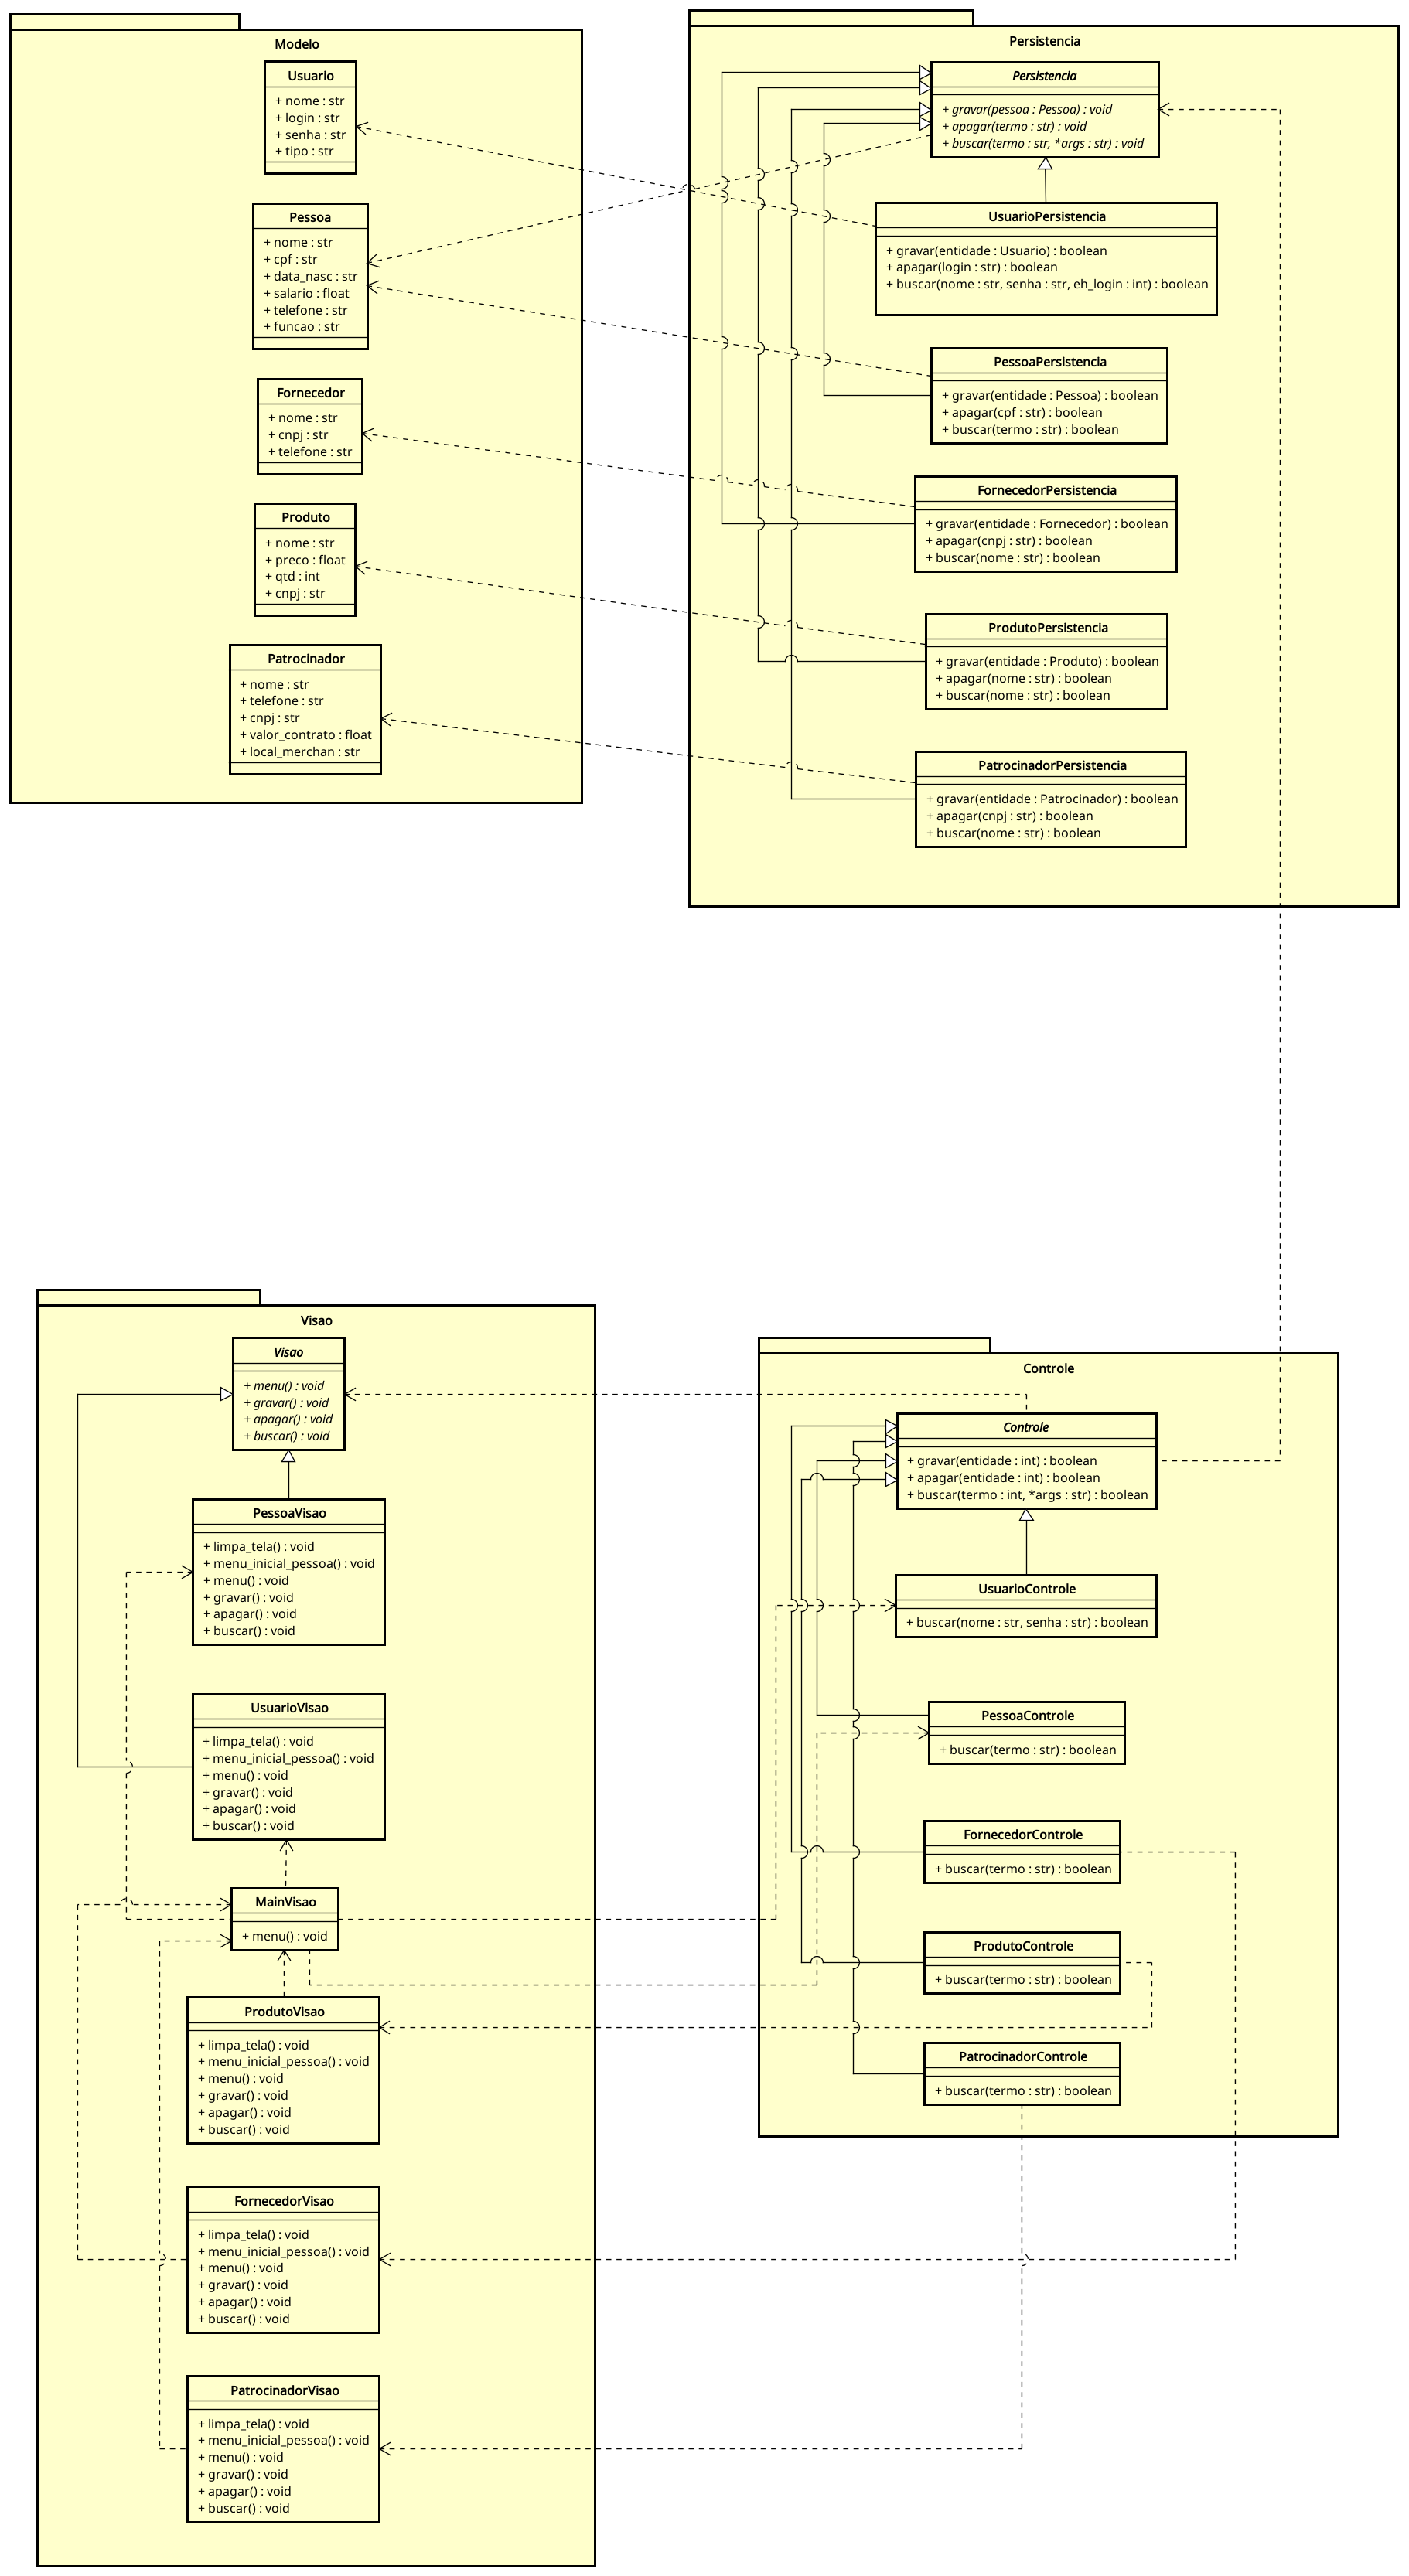 Modelo
Usuario
+ nome : str
+ login : str
+ senha : str
+ tipo : str
Pessoa
+ nome : str
+ cpf : str
+ data_nasc : str
+ salario : float
+ telefone : str
+ funcao : str
Fornecedor
+ nome : str
+ cnpj : str
+ telefone : str
Produto
+ nome : str
+ preco : float
+ qtd : int
+ cnpj : str
Patrocinador
+ nome : str
+ telefone : str
+ cnpj : str
+ valor_contrato : float
+ local_merchan : str
Persistencia
Persistencia
+ gravar(pessoa : Pessoa) : void
+ apagar(termo : str) : void
+ buscar(termo : str, *args : str) : void
UsuarioPersistencia
+ gravar(entidade : Usuario) : boolean
+ apagar(login : str) : boolean
+ buscar(nome : str, senha : str, eh_login : int) : boolean
PessoaPersistencia
+ gravar(entidade : Pessoa) : boolean
+ apagar(cpf : str) : boolean
+ buscar(termo : str) : boolean
FornecedorPersistencia
+ gravar(entidade : Fornecedor) : boolean
+ apagar(cnpj : str) : boolean
+ buscar(nome : str) : boolean
ProdutoPersistencia
+ gravar(entidade : Produto) : boolean
+ apagar(nome : str) : boolean
+ buscar(nome : str) : boolean
PatrocinadorPersistencia
+ gravar(entidade : Patrocinador) : boolean
+ apagar(cnpj : str) : boolean
+ buscar(nome : str) : boolean
Visao
Visao
+ menu() : void
+ gravar() : void
+ apagar() : void
+ buscar() : void
PessoaVisao
+ limpa_tela() : void
+ menu_inicial_pessoa() : void
+ menu() : void
+ gravar() : void
+ apagar() : void
+ buscar() : void
UsuarioVisao
+ limpa_tela() : void
+ menu_inicial_pessoa() : void
+ menu() : void
+ gravar() : void
+ apagar() : void
+ buscar() : void
MainVisao
+ menu() : void
ProdutoVisao
+ limpa_tela() : void
+ menu_inicial_pessoa() : void
+ menu() : void
+ gravar() : void
+ apagar() : void
+ buscar() : void
FornecedorVisao
+ limpa_tela() : void
+ menu_inicial_pessoa() : void
+ menu() : void
+ gravar() : void
+ apagar() : void
+ buscar() : void
PatrocinadorVisao
+ limpa_tela() : void
+ menu_inicial_pessoa() : void
+ menu() : void
+ gravar() : void
+ apagar() : void
+ buscar() : void
Controle
Controle
+ gravar(entidade : int) : boolean
+ apagar(entidade : int) : boolean
+ buscar(termo : int, *args : str) : boolean
UsuarioControle
+ buscar(nome : str, senha : str) : boolean
PessoaControle
+ buscar(termo : str) : boolean
FornecedorControle
+ buscar(termo : str) : boolean
ProdutoControle
+ buscar(termo : str) : boolean
PatrocinadorControle
+ buscar(termo : str) : boolean